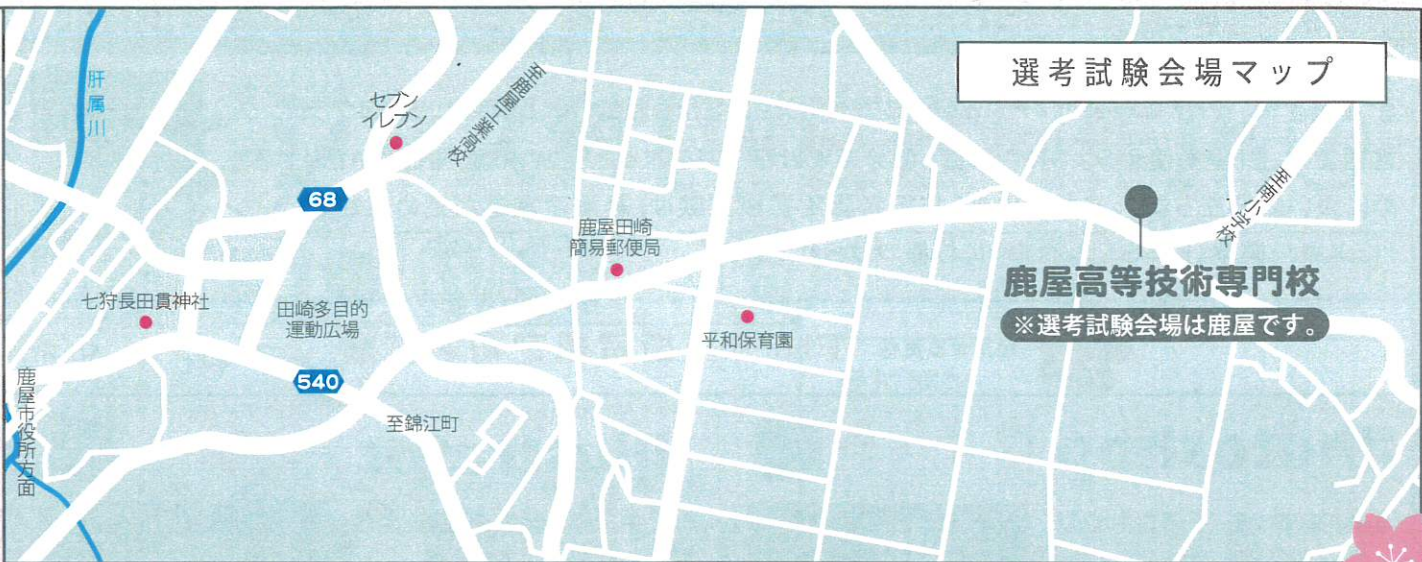 選考試験会場マップ
肝属川
セブン
イレブン
至鹿屋工業高校
68
鹿屋田崎
簡易郵便局
至南小学校
鹿屋高等技術専門校
※選考試験会場は鹿屋です。
七狩長田貫神社
田崎多目的
運動広場
平和保育園
540
至錦江町
鹿屋市役所方面